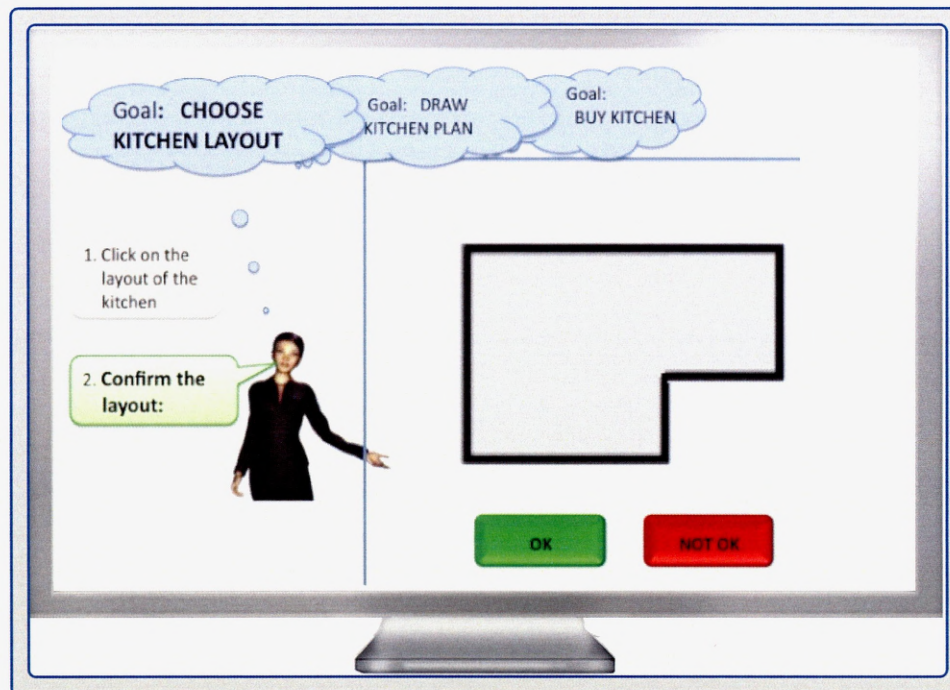 Goal: CHOOSE
KITCHEN LAYOUT
Goal: DRAW
KITCHEN PLAN
Goal:
BUY KITCHEN
1. Click on the
layout of the
kitchen
2. Confirm the
layout:
OK
NOT OK